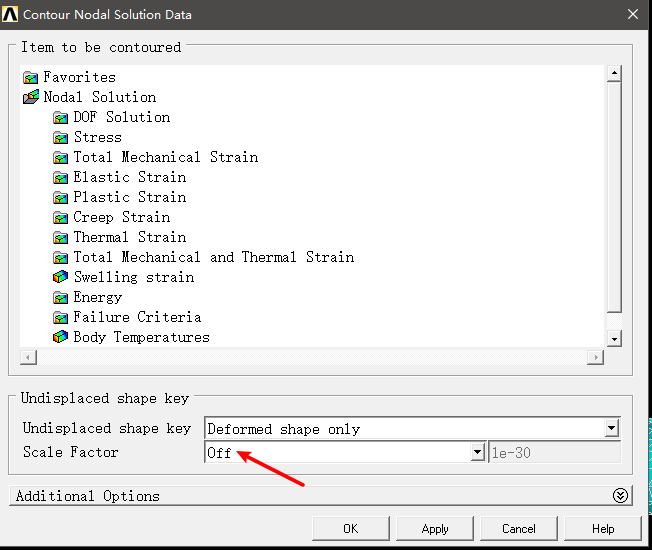 Contour Nodal Solution Data
Item to be contoured
Favorites
Nodal Solution
DOF Solution
Stress
Total Mechanical Strain
Elastic Strain
Plastic Strain
Creep Strain
Thermal Strain
Total Mechanical and Thermal Strain
Swelling strain
Energy
Failure Criteria
Body Temperatures
Undisplaced shape key
Undisplaced shape key Deformed shape only
Scale Factor Off 1e-30
Additional Options
OK Apply Cancel Help